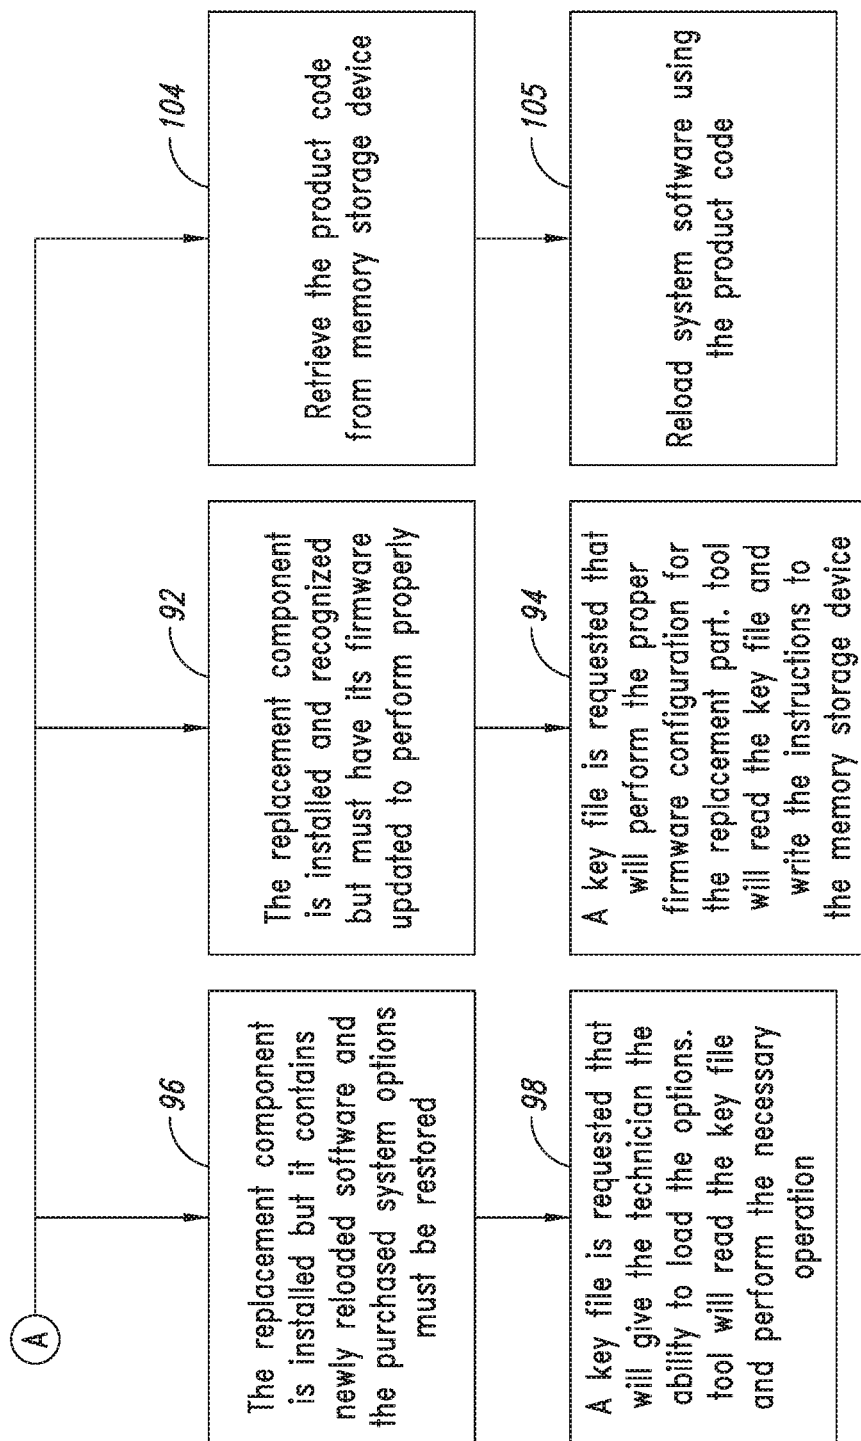 A
96
The replacement component
is installed but it contains
newly reloaded software and
the purchased system options
must be restored
98
A key file is requested that
will give the technician the
ability to load the options.
tool will read the key file
and perform the necessary
operation
92
The replacement component
is installed and recognized
but must have its firmware
updated to perform properly
94
A key file is requested that
will perform the proper
firmware configuration for
the replacement part. tool
will read the key file and
write the instructions to
the memory storage device
104
Retrieve the product code
from memory storage device
105
Reload system software using
the product code